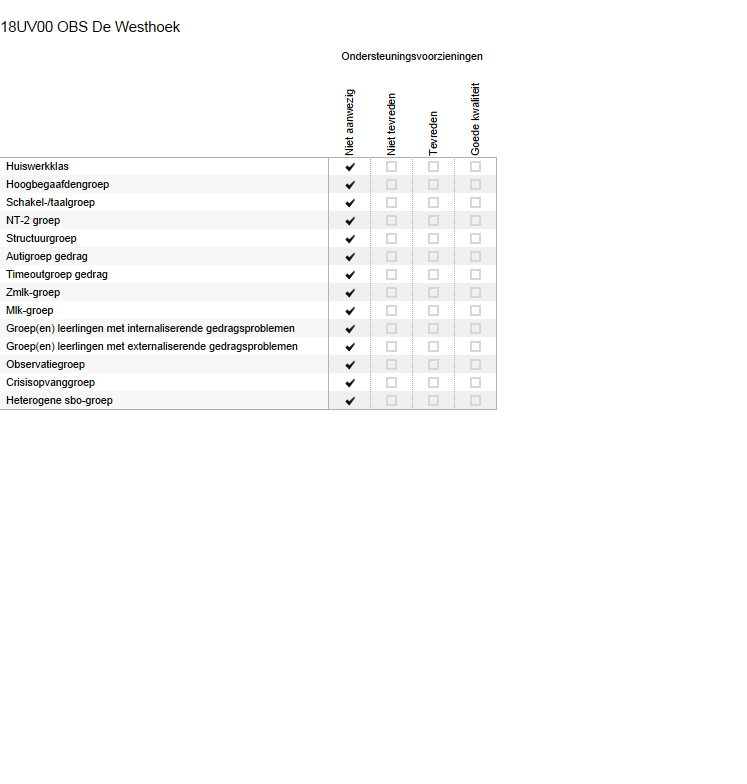 18UV00 OBS De Westhoek
Ondersteuningsvoorzieningen
Niet aanwezig
Niet tevreden
Tevreden
Goede kwaliteit
Huiswerkklas
Hoogbegaafdengroep
Schakel-/taalgroep
NT-2 groep
Structuurgroep
Autigroep gedrag
Timeoutgroep gedrag
Zmlk-groep
Mlk-groep
Groep(en) leerlingen met internaliserende gedragsproblemen
Groep(en) leerlingen met externaliserende gedragsproblemen
Observatiegroep
Crisisopvanggroep
Heterogene sbo-groep